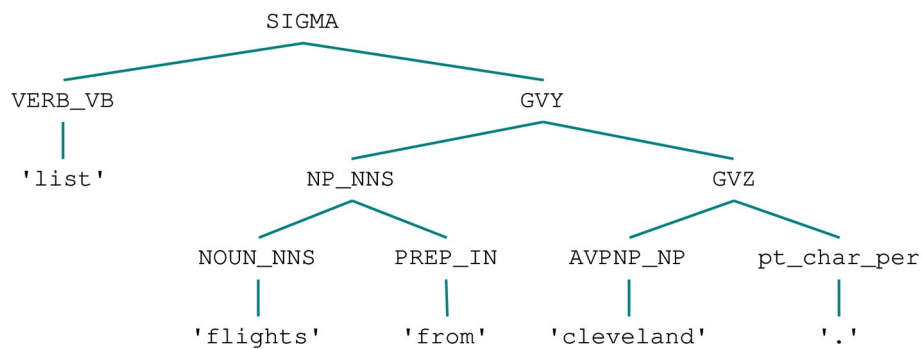 SIGMA
VERB_VB GVY
'list' NP_NNS GVZ
NOUN_NNS PREP_IN AVPNP_NP pt_char_per
'flights' 'from' 'cleveland' '.'